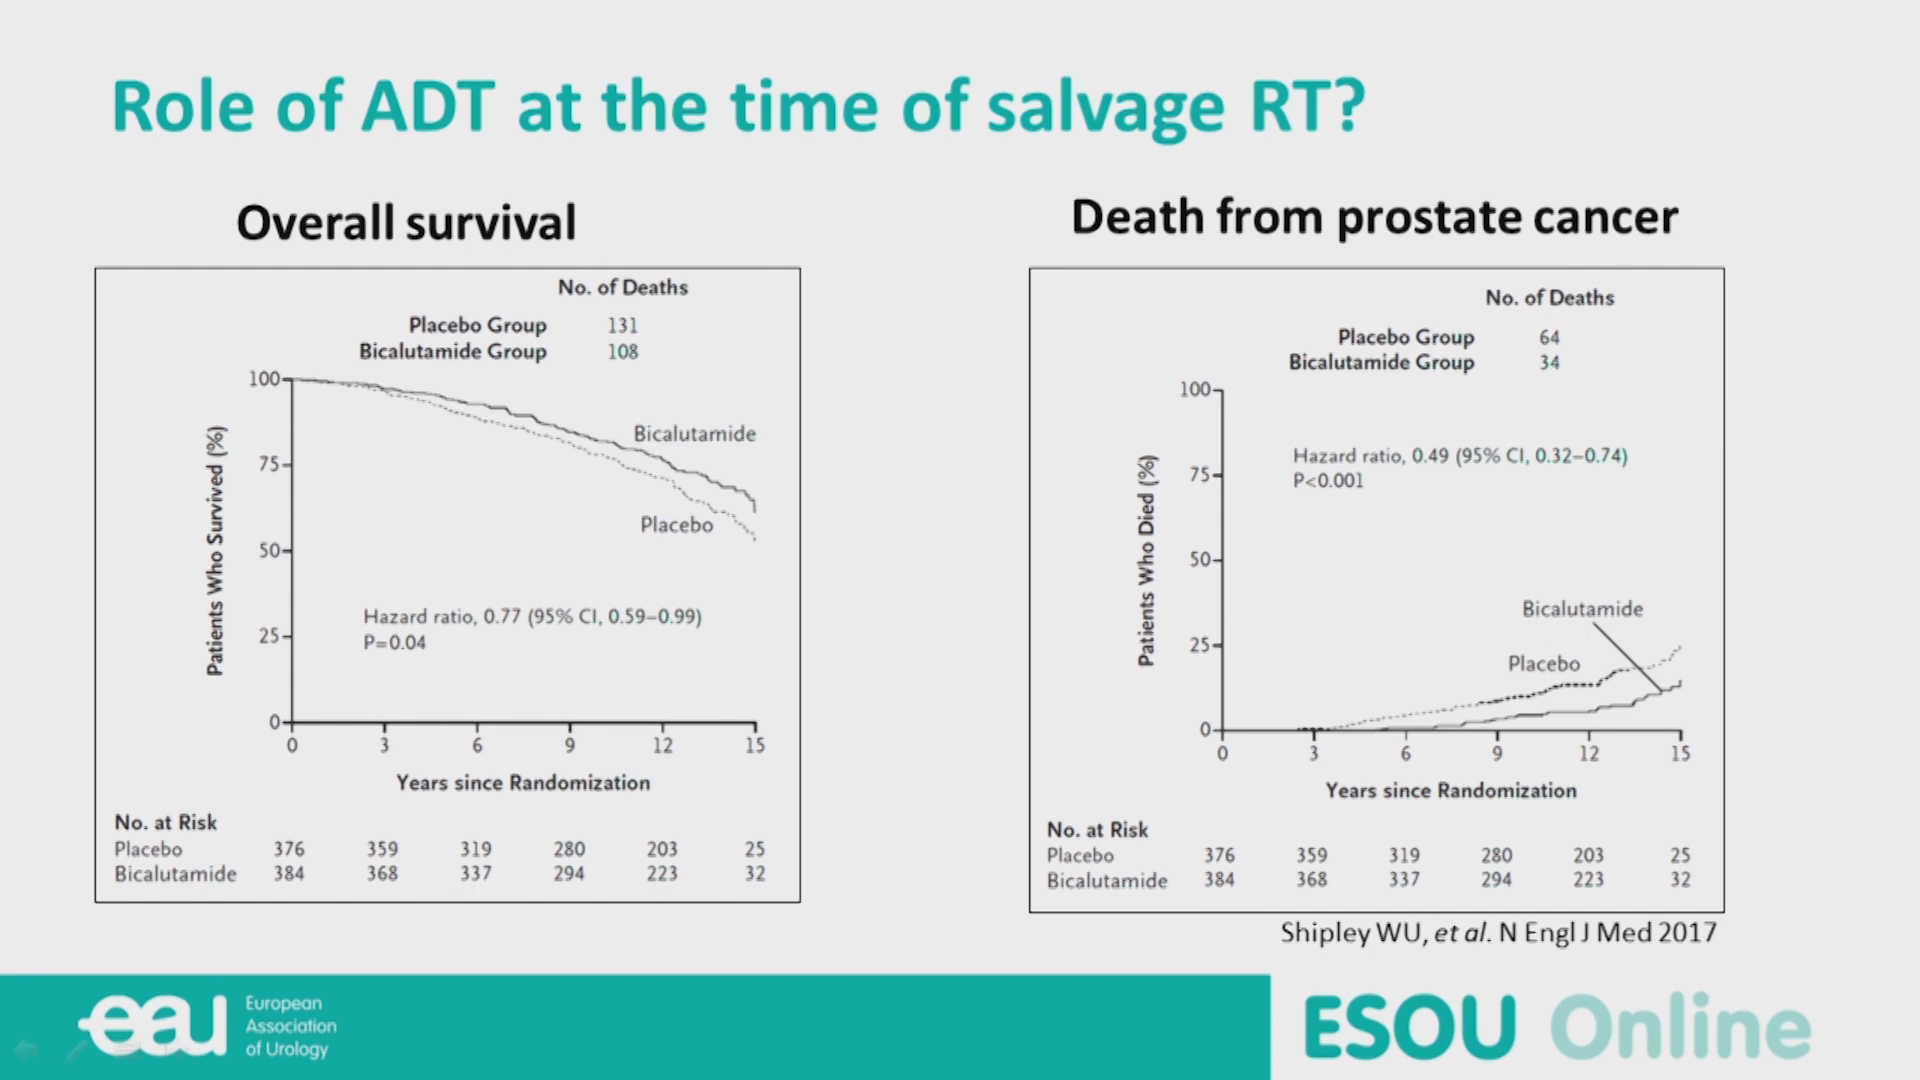 Role of ADT at the time of salvage RT?
Overall survival
No. of Deaths
Placebo Group 131
Bicalutamide Group 108
100
75
50
25
0
Patients Who Survived (%)
Bicalutamide
Placebo
Hazard ratio, 0.77 (95% CI, 0.59–0.99)
P=0.04
0 3 6 9 12 15
Years since Randomization
No. at Risk
Placebo 376 359 319 280 203 25
Bicalutamide 384 368 337 294 223 32
Death from prostate cancer
No. of Deaths
Placebo Group 64
Bicalutamide Group 34
100
75
50
25
0
Patients Who Died (%)
Hazard ratio, 0.49 (95% CI, 0.32–0.74)
P<0.001
Bicalutamide
Placebo
0 3 6 9 12 15
Years since Randomization
No. at Risk
Placebo 376 359 319 280 203 25
Bicalutamide 384 368 337 294 223 32
Shipley WU, et al. N Engl J Med 2017
eau
European
Association
of Urology
ESOU Online